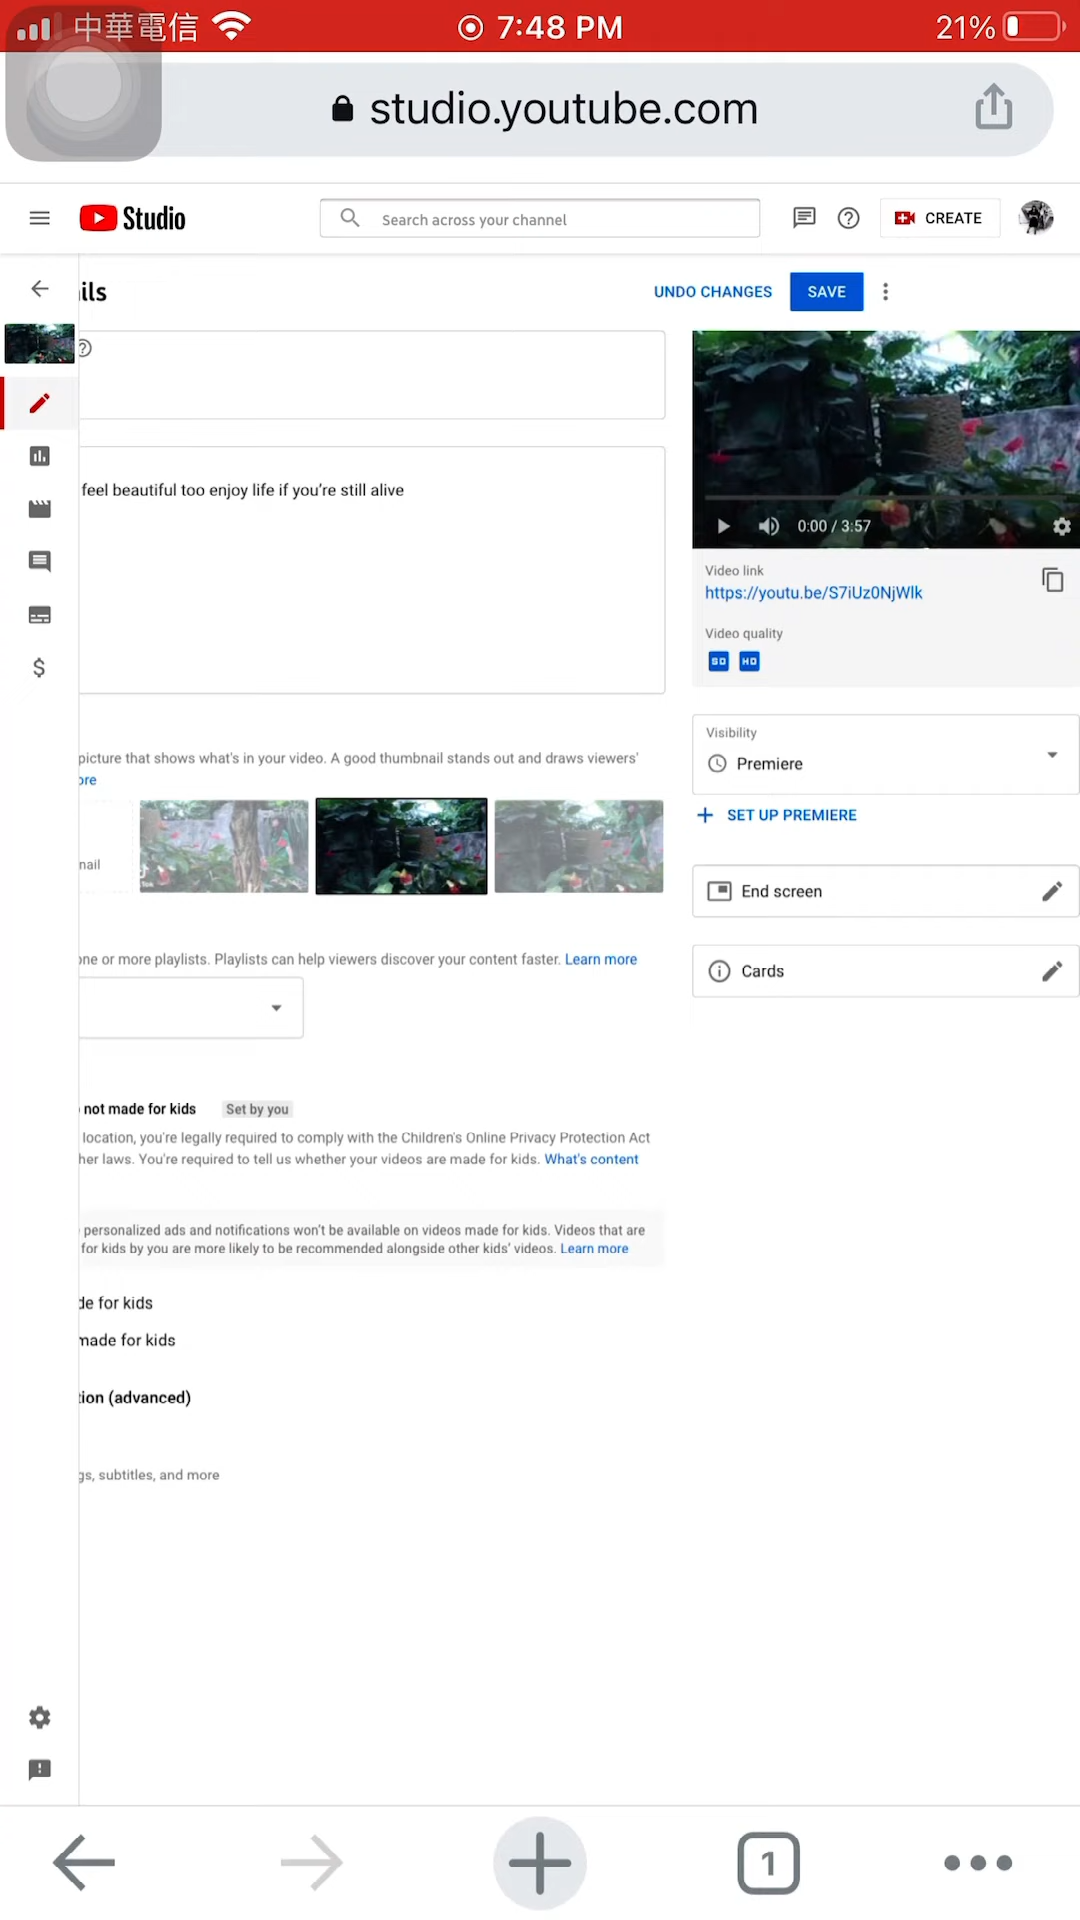 中華電信 7:48 PM 21%
studio.youtube.com
Studio Search across your channel CREATE
ils UNDO CHANGES SAVE
feel beautiful too enjoy life if you're still alive
0:00 / 3:57
Video link
https://youtu.be/S7iUz0NjWlk
Video quality
SD HD
Visibility
Premiere
SET UP PREMIERE
picture that shows what's in your video. A good thumbnail stands out and draws viewers'
ore
nail
End screen
one or more playlists. Playlists can help viewers discover your content faster. Learn more
Cards
not made for kids Set by you
location, you're legally required to comply with the Children's Online Privacy Protection Act
her laws. You're required to tell us whether your videos are made for kids. What's content
personalized ads and notifications won't be available on videos made for kids. Videos that are
for kids by you are more likely to be recommended alongside other kids' videos. Learn more
de for kids
made for kids
tion (advanced)
gs, subtitles, and more
1